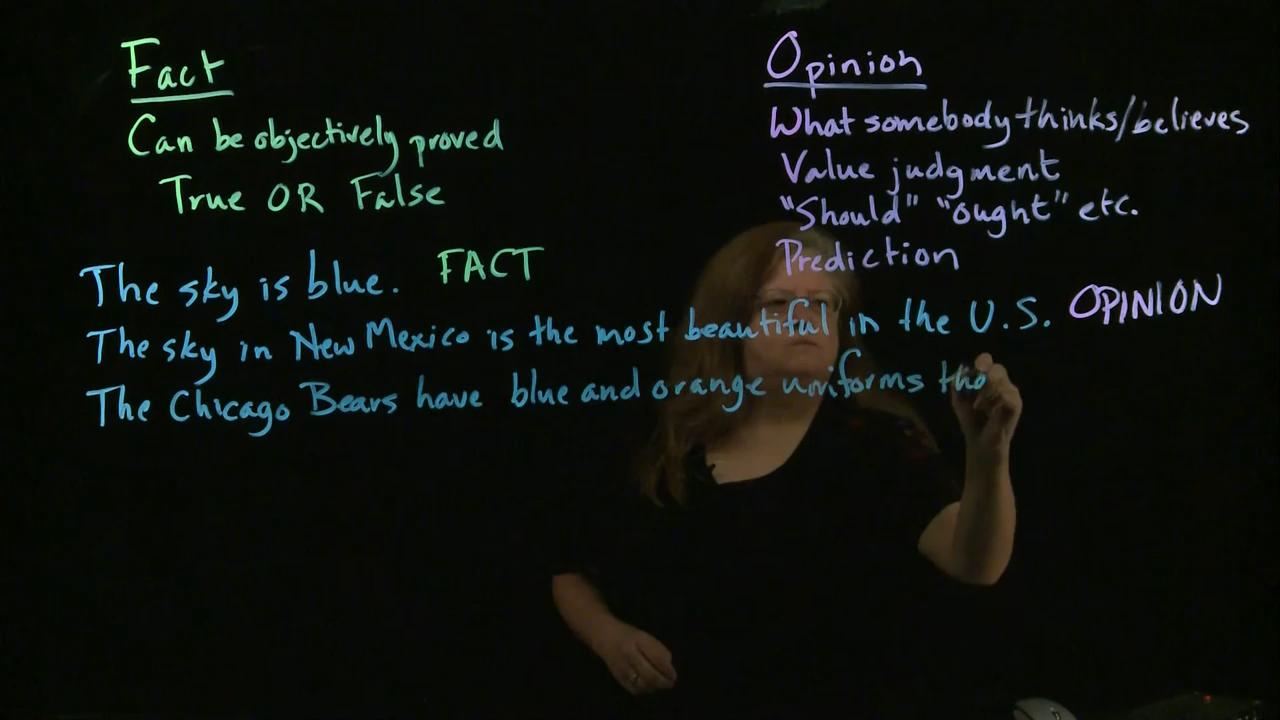 Fact
Can be objectively proved
True OR False
Opinion
What somebody thinks/believes
Value judgment
"Should" "ought" etc.
Prediction
The sky is blue. FACT
The sky in New Mexico is the most beautiful in the U.S. OPINION
The Chicago Bears have blue and orange uniforms